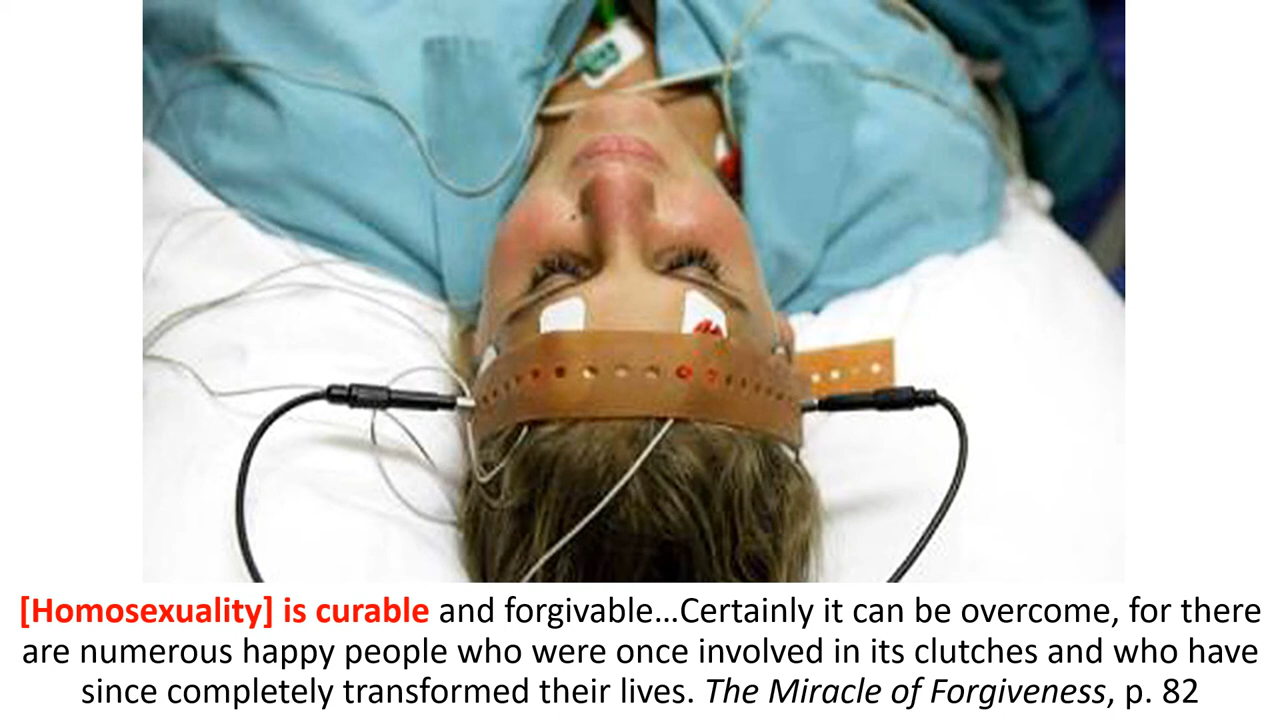 [Homosexuality] is curable and forgivable…Certainly it can be overcome, for there
are numerous happy people who were once involved in its clutches and who have
since completely transformed their lives. The Miracle of Forgiveness, p. 82